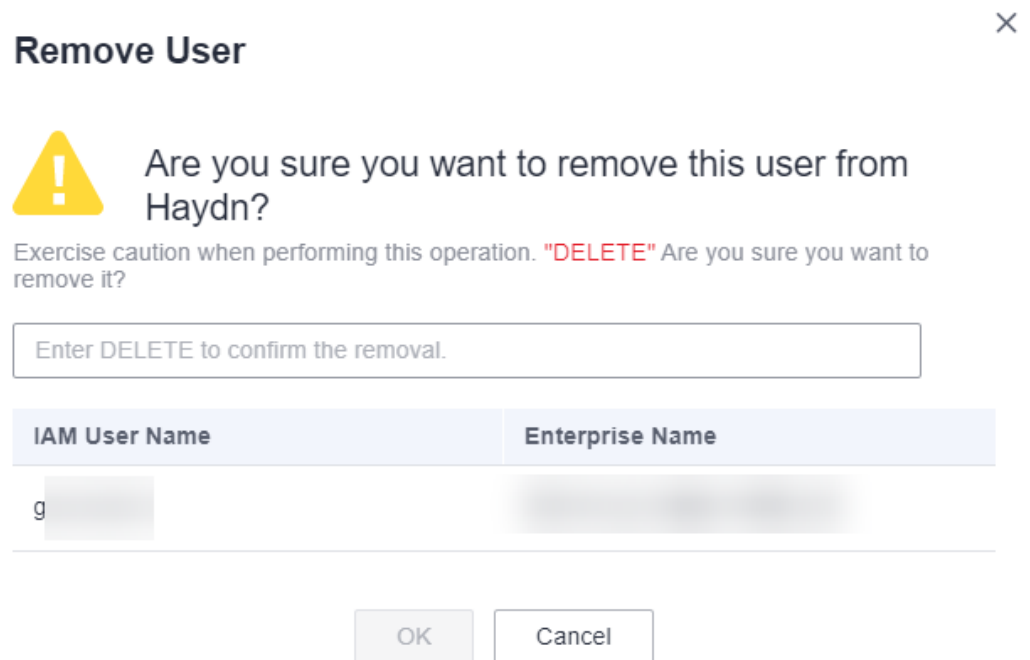 Remove User
Are you sure you want to remove this user from
Haydn?
Exercise caution when performing this operation. "DELETE" Are you sure you want to
remove it?
Enter DELETE to confirm the removal.
IAM User Name Enterprise Name
g
OK Cancel